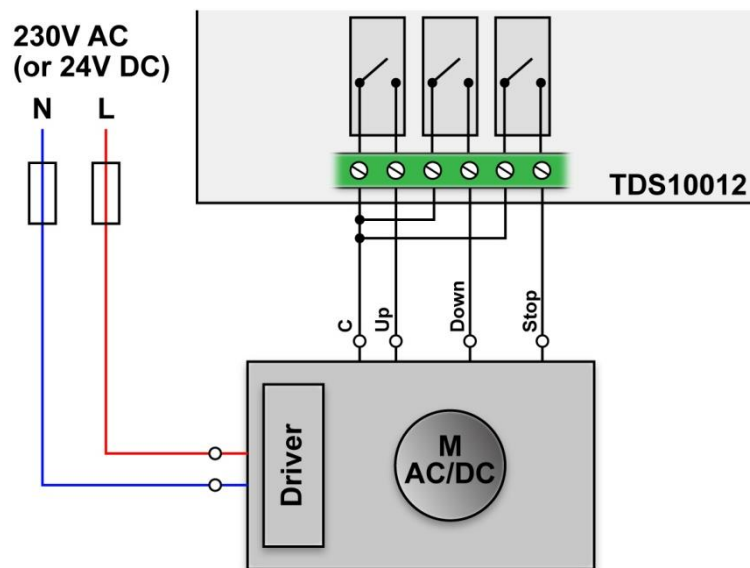 230V AC
(or 24V DC)
N
L
TDS10012
C
Up
Down
Stop
Driver
M
AC/DC